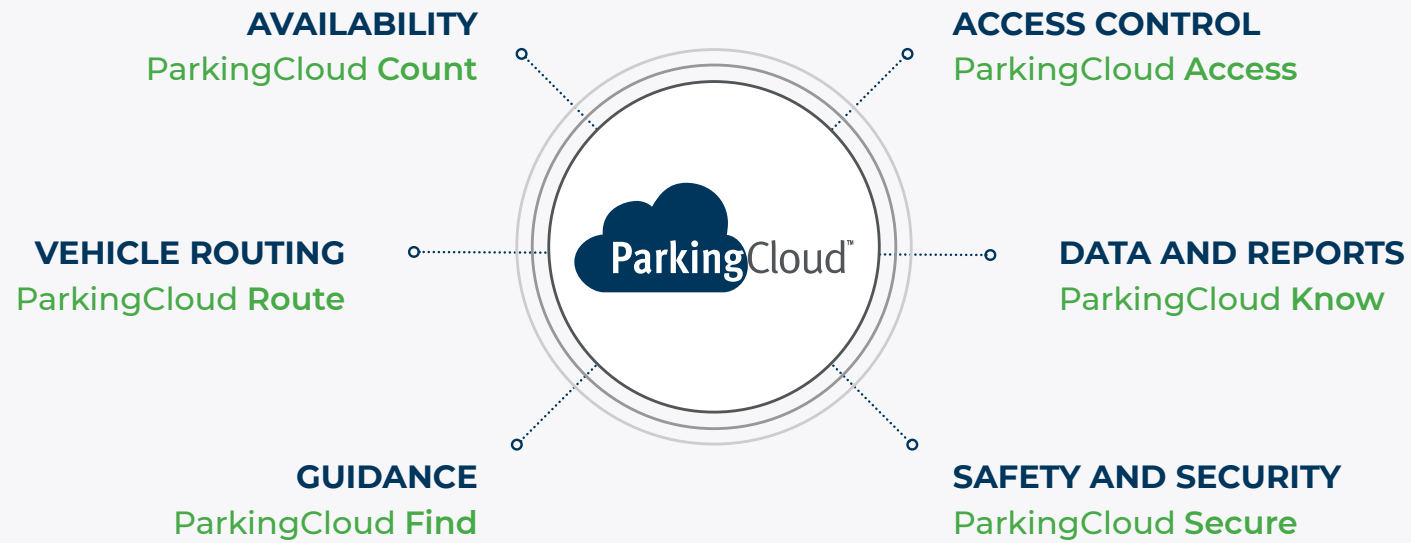 AVAILABILITY
ParkingCloud Count
ACCESS CONTROL
ParkingCloud Access
VEHICLE ROUTING
ParkingCloud Route
ParkingCloud™
DATA AND REPORTS
ParkingCloud Know
GUIDANCE
ParkingCloud Find
SAFETY AND SECURITY
ParkingCloud Secure